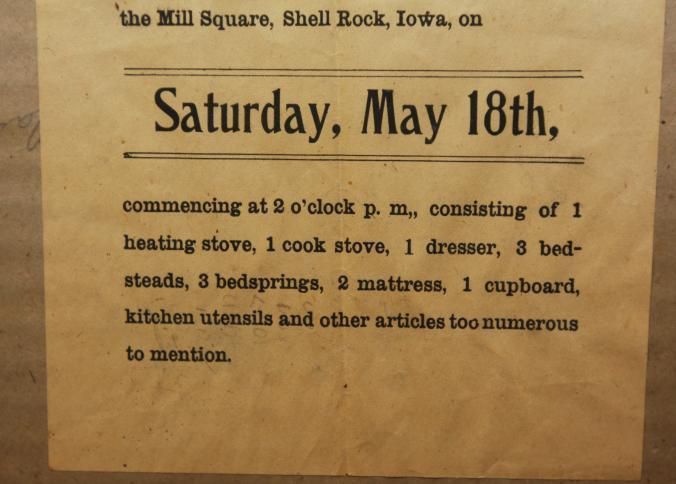 the Mill Square, Shell Rock, Iowa, on
Saturday, May 18th,
commencing at 2 o'clock p. m,, consisting of 1
heating stove, 1 cook stove, 1 dresser, 3 bed-
steads, 3 bedsprings, 2 mattress, 1 cupboard,
kitchen utensils and other articles too numerous
to mention.